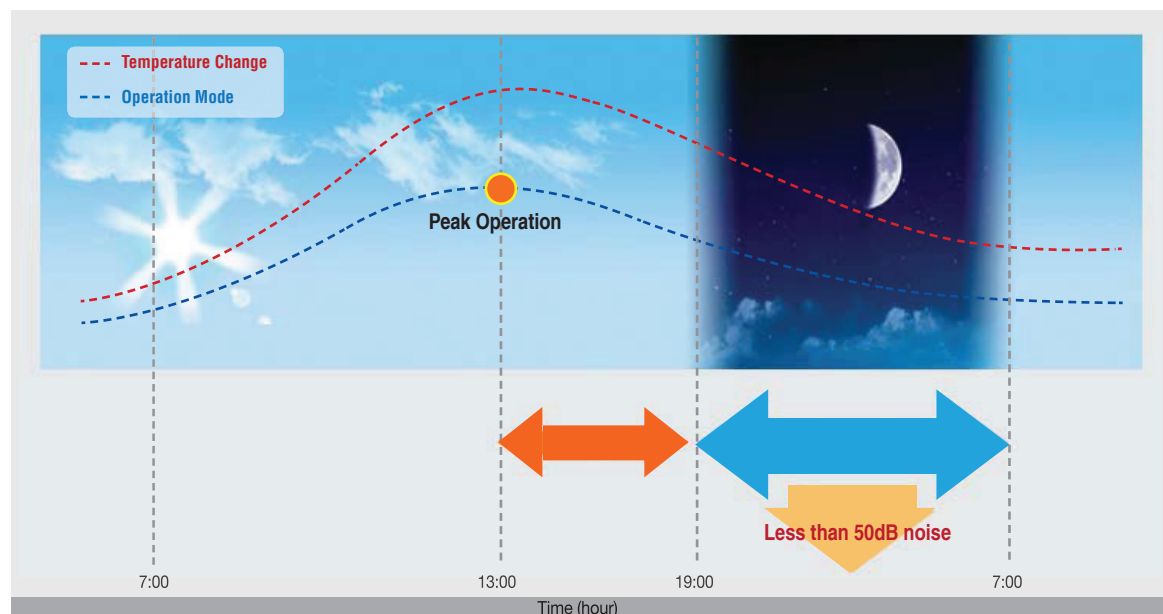 Temperature Change
Operation Mode
Peak Operation
Less than 50dB noise
7:00 13:00 19:00 7:00
Time (hour)